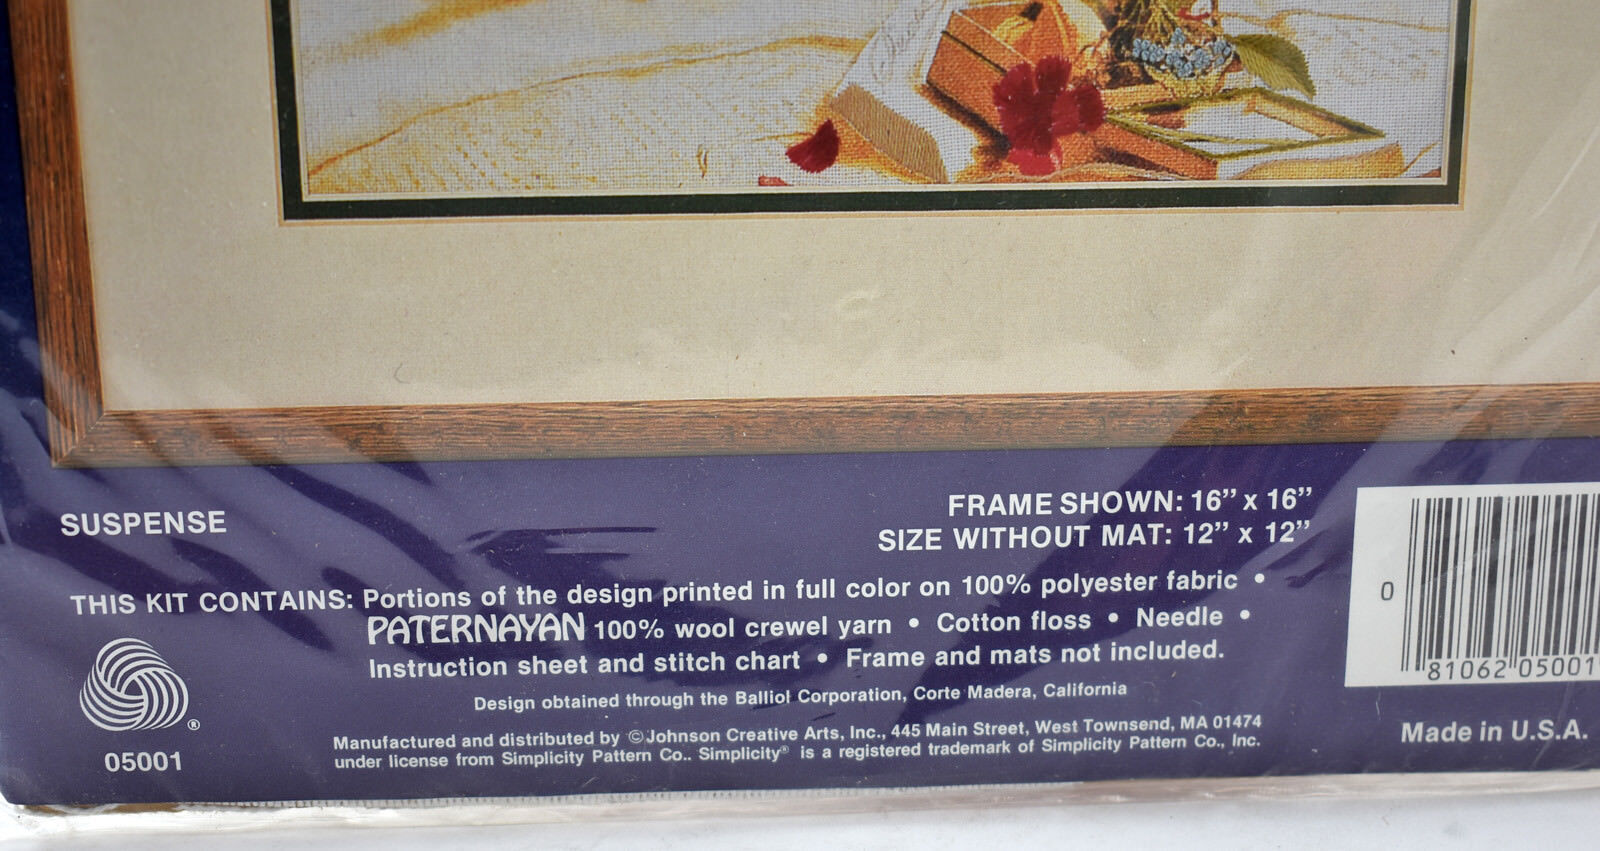 SUSPENSE
FRAME SHOWN: 16” x 16”
SIZE WITHOUT MAT: 12” x 12”
THIS KIT CONTAINS: Portions of the design printed in full color on 100% polyester fabric •
PATERNAYAN 100% wool crewel yarn • Cotton floss • Needle •
Instruction sheet and stitch chart • Frame and mats not included.
Design obtained through the Balliol Corporation, Corte Madera, California
Manufactured and distributed by ©Johnson Creative Arts, Inc., 445 Main Street, West Townsend, MA 01474
under license from Simplicity Pattern Co.. Simplicity® is a registered trademark of Simplicity Pattern Co., Inc.
®
05001
0
81062 05001
Made in U.S.A.